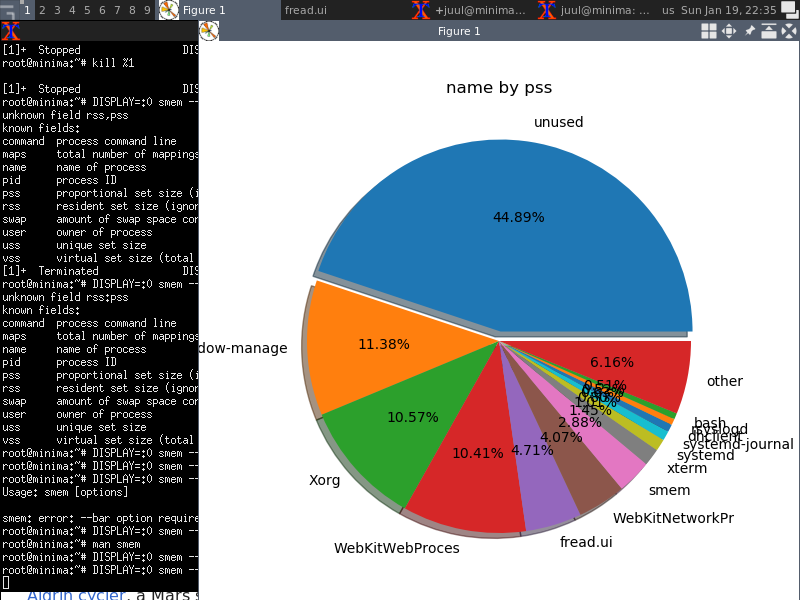 1 2 3 4 5 6 7 8 9 Figure 1 fread.ui +juul@minima... juul@minima: ... us Sun Jan 19, 22:35
Figure 1
[1]+  Stopped                 DIS
root@minima:~# kill %1
[1]+  Stopped                 DIS
root@minima:~# DISPLAY=:0 smem --
unknown field rss,pss
known fields:
command  process command line
maps     total number of mappings
name     name of process
pid      process ID
pss      proportional set size (i
rss      resident set size (ignor
swap     amount of swap space con
user     owner of process
uss      unique set size
vss      virtual set size (total
[1]+  Terminated              DIS
root@minima:~# DISPLAY=:0 smem --
unknown field rss:pss
known fields:
command  process command line
maps     total number of mappings
name     name of process
pid      process ID
pss      proportional set size (i
rss      resident set size (ignor
swap     amount of swap space con
user     owner of process
uss      unique set size
vss      virtual set size (total
root@minima:~# DISPLAY=:0 smem --
root@minima:~# DISPLAY=:0 smem --
root@minima:~# DISPLAY=:0 smem --
Usage: smem [options]
smem: error: --bar option require
root@minima:~# DISPLAY=:0 smem --
root@minima:~# man smem
root@minima:~# DISPLAY=:0 smem --
root@minima:~# DISPLAY=:0 smem --
Aldrin cycler, a Mars s
name by pss
unused
44.89%
dow-manage
11.38%
10.57%
Xorg
10.41%
WebKitWebProces
4.71%
fread.ui
4.07%
WebKitNetworkPr
2.88%
smem
1.45%
xterm
1.01%
systemd
systemd-journal
rsyslogd
bash
0.51%
6.16%
other